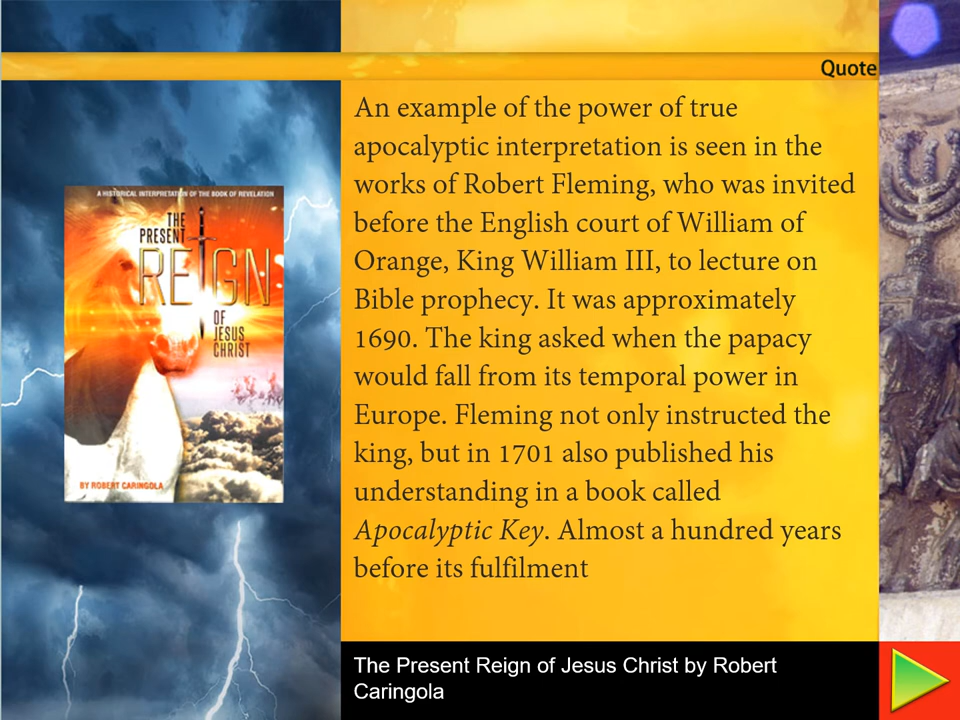 Quote
An example of the power of true
apocalyptic interpretation is seen in the
works of Robert Fleming, who was invited
before the English court of William of
Orange, King William III, to lecture on
Bible prophecy. It was approximately
1690. The king asked when the papacy
would fall from its temporal power in
Europe. Fleming not only instructed the
king, but in 1701 also published his
understanding in a book called
Apocalyptic Key. Almost a hundred years
before its fulfilment
A HISTORICAL INTERPRETATION OF THE BOOK OF REVELATION
THE
PRESENT
REIGN
OF
JESUS
CHRIST
BY ROBERT CARINGOLA
The Present Reign of Jesus Christ by Robert
Caringola